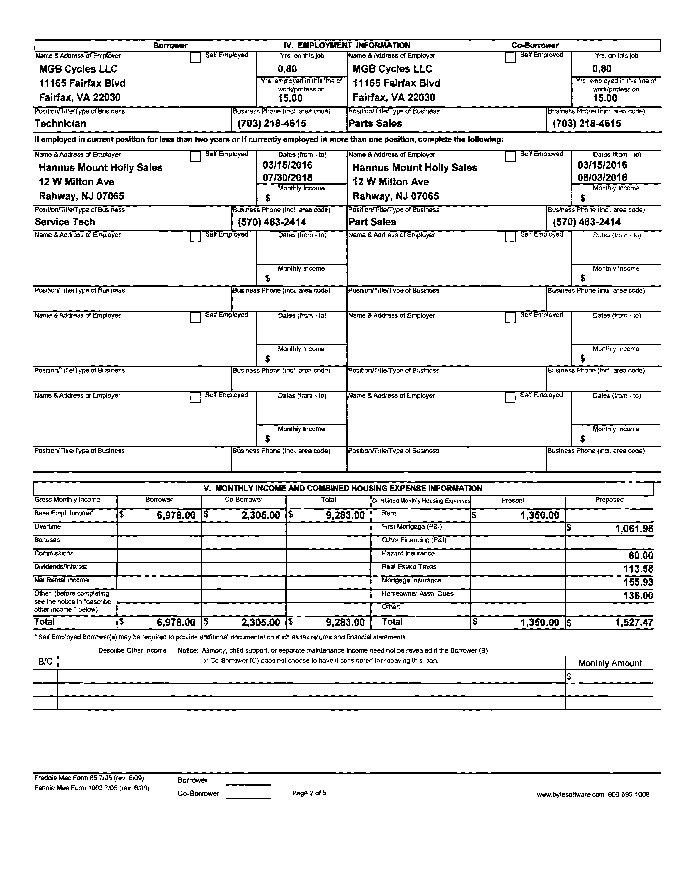 Borrower IV. EMPLOYMENT INFORMATION Co-Borrower
Name & Address of Employer Self Employed Yrs. on this job Name & Address of Employer Self Employed Yrs. on this job
MGB Cycles LLC 0.80 MGB Cycles LLC 0.80
11165 Fairfax Blvd Yrs. employed in this line of work/profession 11165 Fairfax Blvd Yrs. employed in this line of work/profession
Fairfax, VA 22030 15.00 Fairfax, VA 22030 15.00
Position/Title/Type of Business Business Phone (incl. area code) Position/Title/Type of Business Business Phone (incl. area code)
Technician (703) 218-4615 Parts Sales (703) 218-4615
If employed in current position for less than two years or if currently employed in more than one position, complete the following:
Name & Address of Employer Self Employed Dates (from - to) Name & Address of Employer Self Employed Dates (from - to)
Hannus Mount Holly Sales 03/15/2016 Hannus Mount Holly Sales 03/15/2016
12 W Milton Ave 07/30/2018 12 W Milton Ave 08/03/2018
Rahway, NJ 07065 Monthly Income $ Rahway, NJ 07065 Monthly Income $
Position/Title/Type of Business Business Phone (incl. area code) Position/Title/Type of Business Business Phone (incl. area code)
Service Tech (570) 463-2414 Part Sales (570) 463-2414
Name & Address of Employer Self Employed Dates (from - to) Name & Address of Employer Self Employed Dates (from - to)
Monthly Income Monthly Income
$ $
Position/Title/Type of Business Business Phone (incl. area code) Position/Title/Type of Business Business Phone (incl. area code)
Name & Address of Employer Self Employed Dates (from - to) Name & Address of Employer Self Employed Dates (from - to)
Monthly Income Monthly Income
$ $
Position/Title/Type of Business Business Phone (incl. area code) Position/Title/Type of Business Business Phone (incl. area code)
Name & Address of Employer Self Employed Dates (from - to) Name & Address of Employer Self Employed Dates (from - to)
Monthly Income Monthly Income
$ $
Position/Title/Type of Business Business Phone (incl. area code) Position/Title/Type of Business Business Phone (incl. area code)
V. MONTHLY INCOME AND COMBINED HOUSING EXPENSE INFORMATION
Gross Monthly Income Borrower Co-Borrower Total Combined Monthly Housing Expenses Present Proposed
Base Empl. Income* $ 6,978.00 $ 2,305.00 $ 9,283.00 Rent $ 1,350.00
Overtime First Mortgage (P&I) $ 1,061.96
Bonuses Other Financing (P&I)
Commissions Hazard Insurance 60.00
Dividends/Interest Real Estate Taxes 113.58
Net Rental Income Mortgage Insurance 155.93
Other (before completing, see the notice in "describe other income" below) Homeowner Assn. Dues 136.00
Other:
Total $ 6,978.00 $ 2,305.00 $ 9,283.00 Total $ 1,350.00 $ 1,527.47
* Self Employed Borrower(s) may be required to provide additional documentation such as tax returns and financial statements.
Describe Other Income Notice: Alimony, child support, or separate maintenance income need not be revealed if the Borrower (B)
or Co-Borrower (C) does not choose to have it considered for repaying this loan.
B/C Monthly Amount
$
Freddie Mac Form 65 7/05 (rev. 6/09) Borrower
Fannie Mae Form 1003 7/05 (rev. 6/09) Co-Borrower Page 2 of 5 www.bytesoftware.com